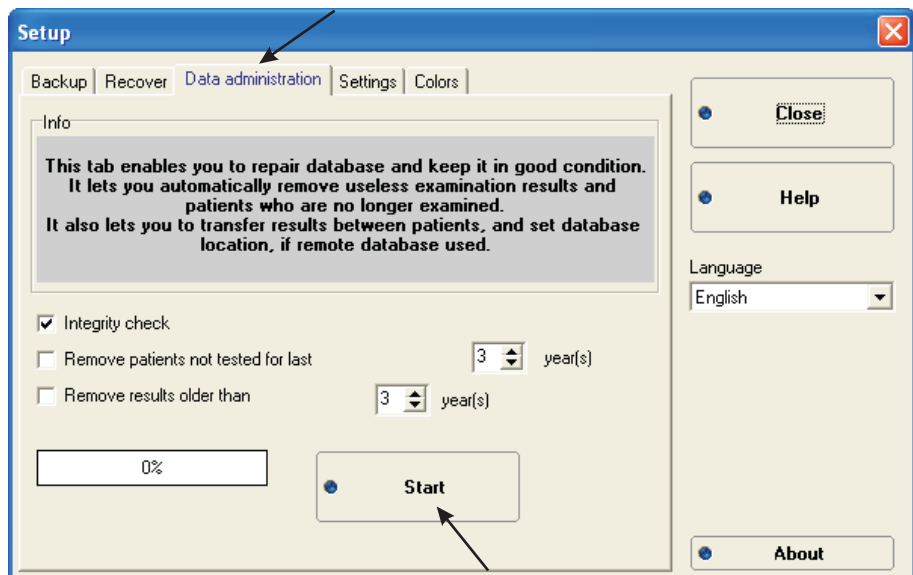 Setup
Backup Recover Data administration Settings Colors
Info
This tab enables you to repair database and keep it in good condition.
It lets you automatically remove useless examination results and
patients who are no longer examined.
It also lets you to transfer results between patients, and set database
location, if remote database used.
Integrity check
Remove patients not tested for last 3 year(s)
Remove results older than 3 year(s)
0%
Start
Close
Help
Language
English
About